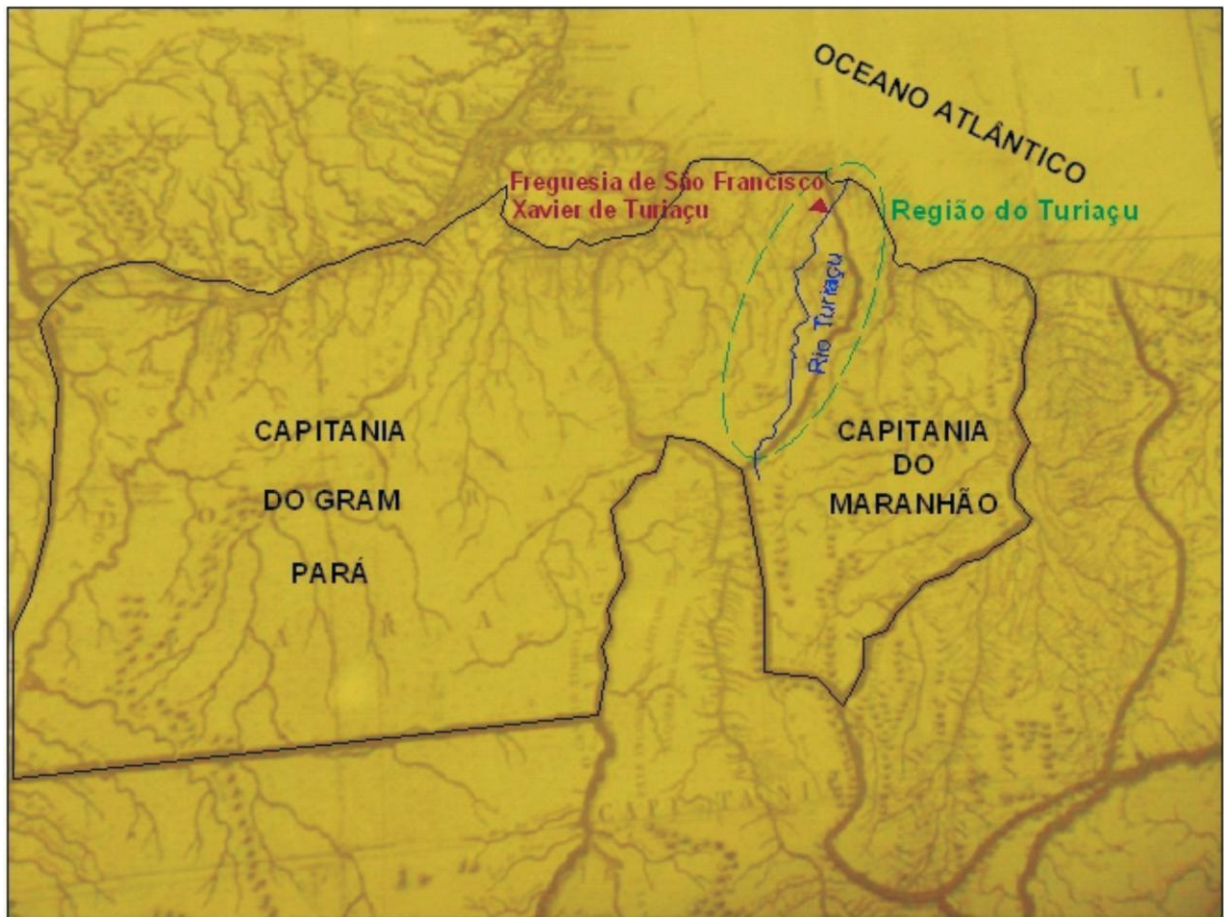 OCEANO ATLÂNTICO
Freguesia de São Francisco
Xavier de Turiaçu
Região do Turiaçu
Rio Turiaçu
CAPITANIA
DO GRAM
PARÁ
CAPITANIA
DO
MARANHÃO
CAPITANIA